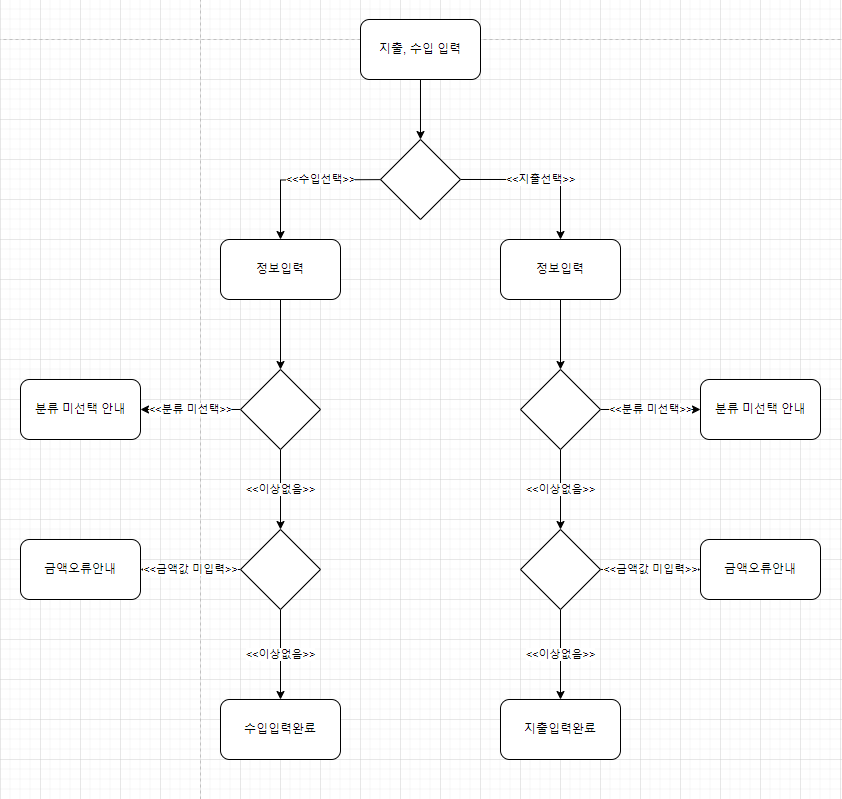 지출, 수입 입력
<<수입선택>>
<<지출선택>>
정보입력
정보입력
분류 미선택 안내
<<분류 미선택>>
<<분류 미선택>>
분류 미선택 안내
<<이상없음>>
<<이상없음>>
금액오류안내
<<금액값 미입력>>
<<금액값 미입력>>
금액오류안내
<<이상없음>>
<<이상없음>>
수입입력완료
지출입력완료